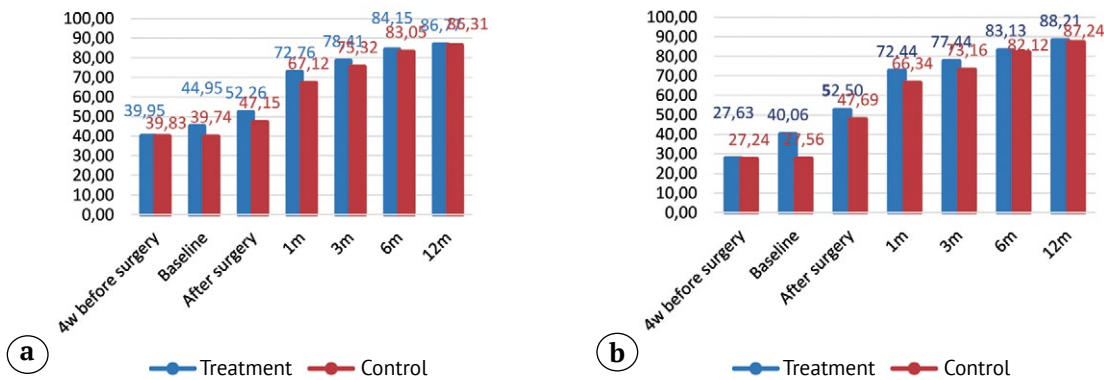 100,00
90,00
80,00
70,00
60,00
50,00
40,00
30,00
20,00
10,00
0,00
39,95
39,83
44,95
39,74
52,26
47,15
72,76
67,12
78,41
75,32
84,15
83,05
86,77
86,31
4w before surgery
Baseline
After surgery
1m
3m
6m
12m
a
Treatment
Control
100,00
90,00
80,00
70,00
60,00
50,00
40,00
30,00
20,00
10,00
0,00
27,63
27,24
40,06
27,56
52,50
47,69
72,44
66,34
77,44
73,16
83,13
82,12
88,21
87,24
4w before surgery
Baseline
After surgery
1m
3m
6m
12m
b
Treatment
Control